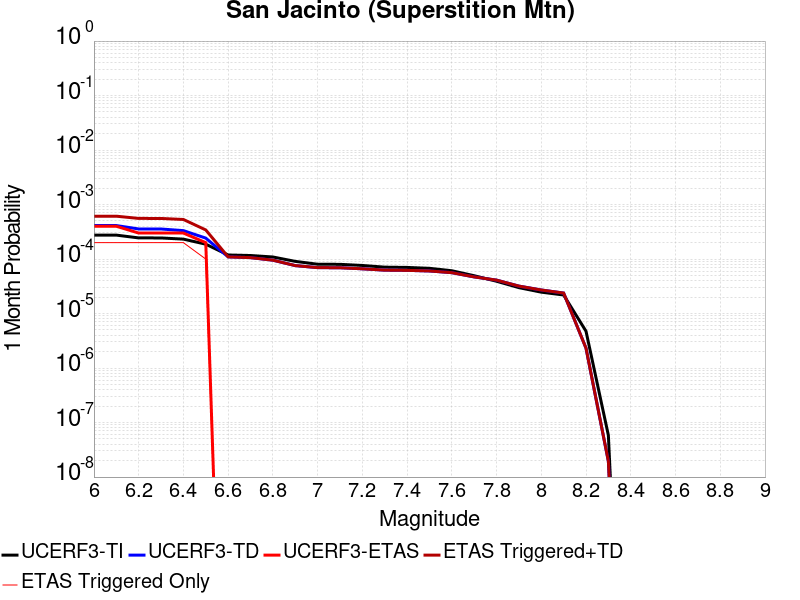 San Jacinto (Superstition Mtn)
10^0
10^-1
10^-2
10^-3
10^-4
10^-5
10^-6
10^-7
10^-8
1 Month Probability
6 6.2 6.4 6.6 6.8 7 7.2 7.4 7.6 7.8 8 8.2 8.4 8.6 8.8 9
Magnitude
UCERF3-TI UCERF3-TD UCERF3-ETAS ETAS Triggered+TD
ETAS Triggered Only